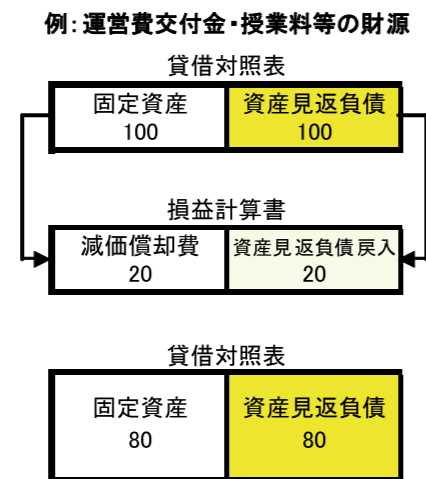 例：運営費交付金・授業料等の財源
貸借対照表
固定資産 資産見返負債
100 100
損益計算書
減価償却費 資産見返負債戻入
20 20
貸借対照表
固定資産 資産見返負債
80 80